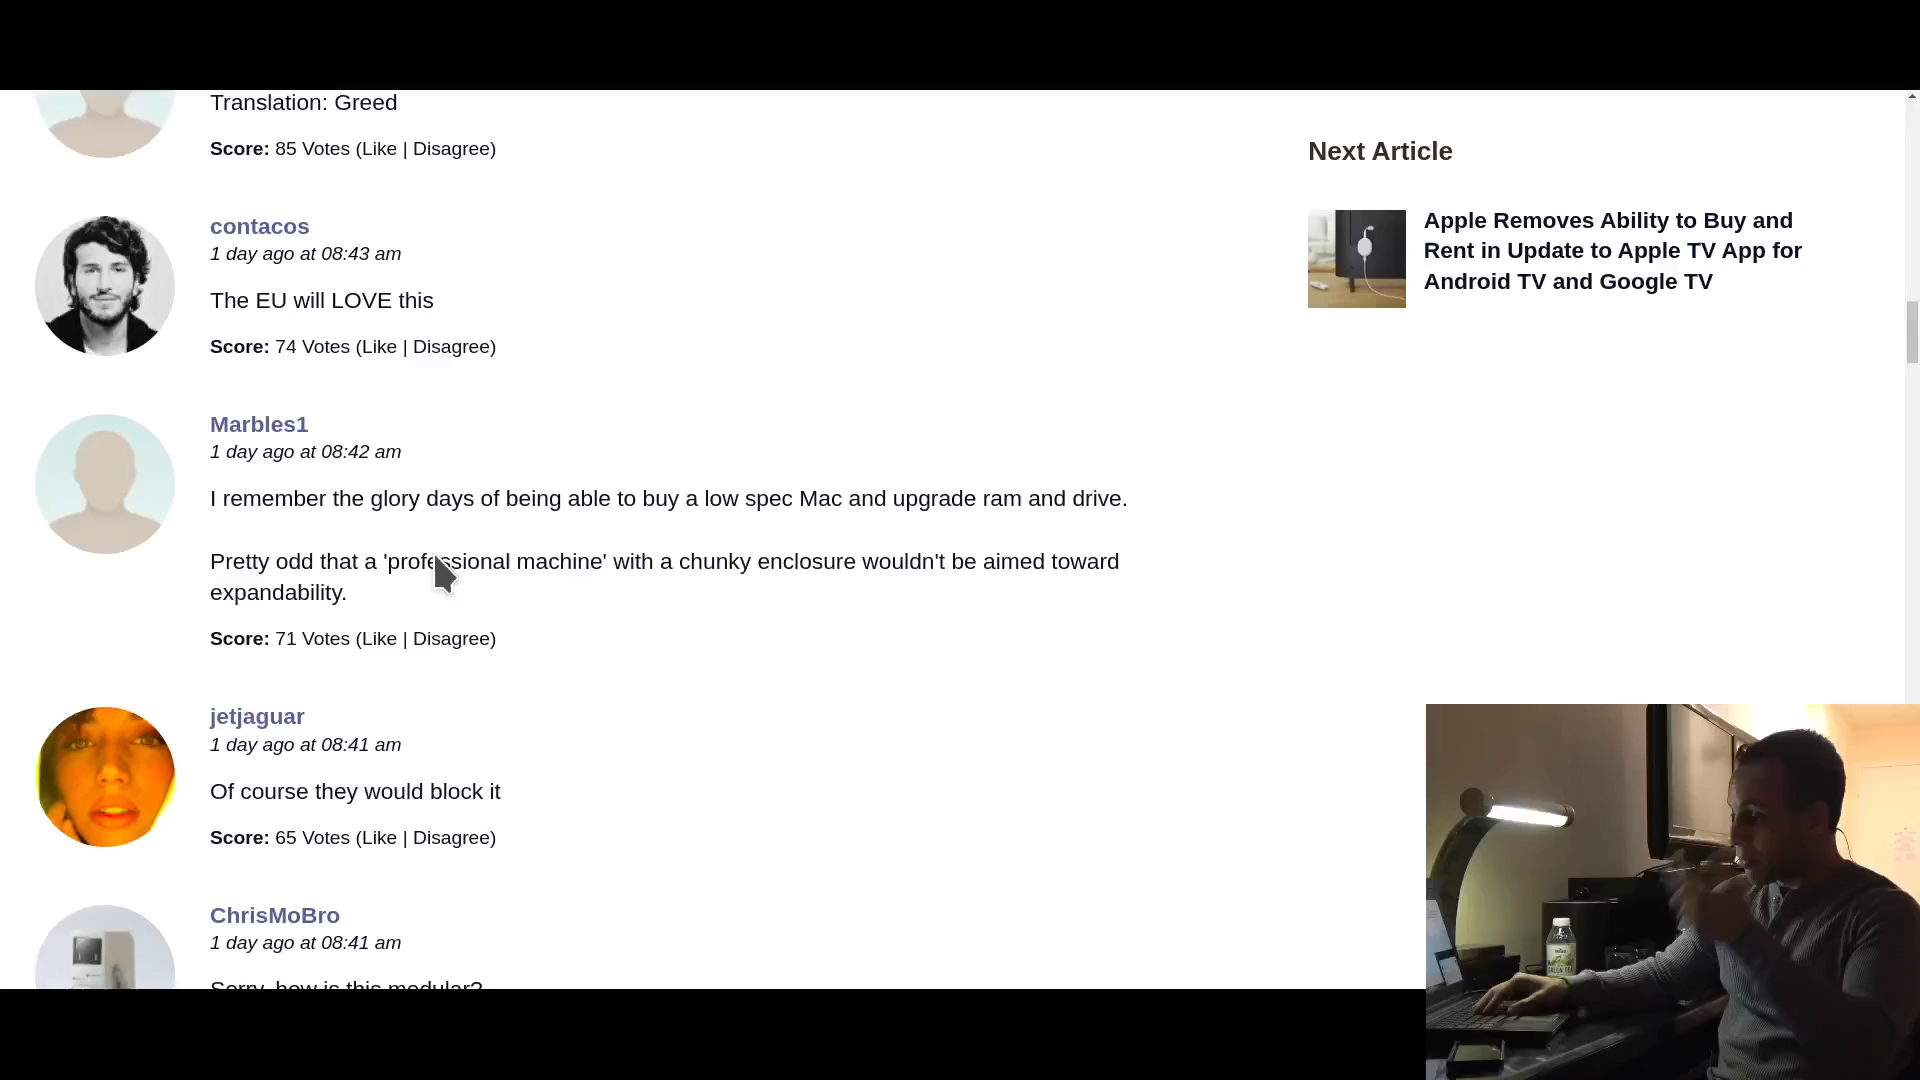 Translation: Greed
Score: 85 Votes (Like | Disagree)
contacos
1 day ago at 08:43 am
The EU will LOVE this
Score: 74 Votes (Like | Disagree)
Marbles1
1 day ago at 08:42 am
I remember the glory days of being able to buy a low spec Mac and upgrade ram and drive.
Pretty odd that a 'professional machine' with a chunky enclosure wouldn't be aimed toward
expandability.
Score: 71 Votes (Like | Disagree)
jetjaguar
1 day ago at 08:41 am
Of course they would block it
Score: 65 Votes (Like | Disagree)
ChrisMoBro
1 day ago at 08:41 am
Sorry, how is this modular?
Next Article
Apple Removes Ability to Buy and
Rent in Update to Apple TV App for
Android TV and Google TV